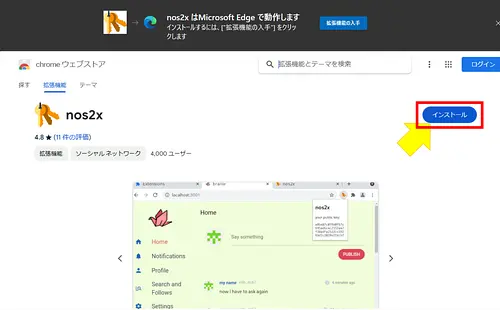 nos2x はMicrosoft Edge で動作します
インストールするには、["拡張機能の入手"] をクリックします
拡張機能の入手
chrome ウェブストア
拡張機能とテーマを検索
ログイン
探す 拡張機能 テーマ
nos2x
インストール
4.8 ★ (11 件の評価)
拡張機能 ソーシャル ネットワーク 4,000 ユーザー
Extensions
nos2x
localhost
Home
nos2x
your public key:
Say something
Home
Notifications
PUBLISH
Profile
Search and
Follows
my name
now I have to ask again
Settings